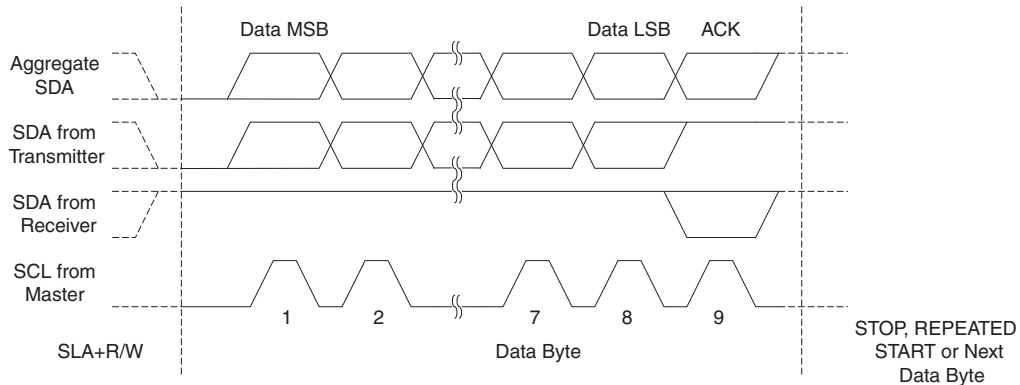 Data MSB
Data LSB
ACK
Aggregate
SDA
SDA from
Transmitter
SDA from
Receiver
SCL from
Master
1
2
7
8
9
SLA+R/W
Data Byte
STOP, REPEATED
START or Next
Data Byte